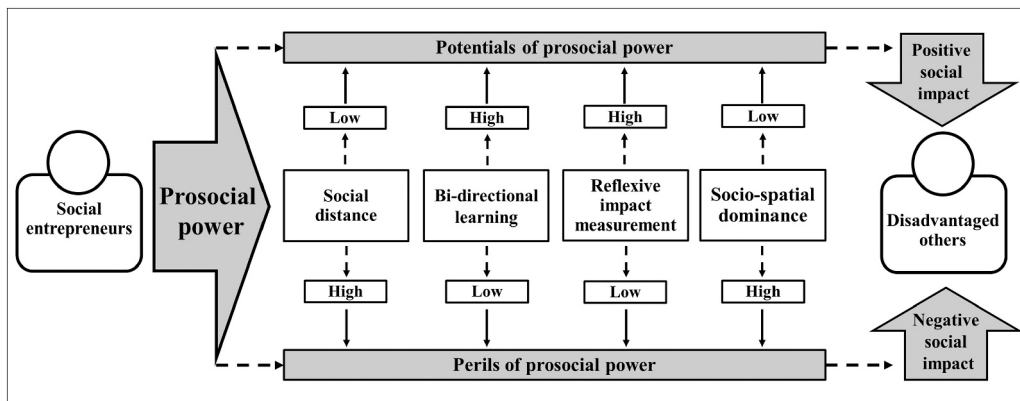 Potentials of prosocial power
Positive
social
impact
Low
High
High
Low
Social
entrepreneurs
Prosocial
power
Social
distance
Bi-directional
learning
Reflexive
impact
measurement
Socio-spatial
dominance
Disadvantaged
others
High
Low
Low
High
Perils of prosocial power
Negative
social
impact